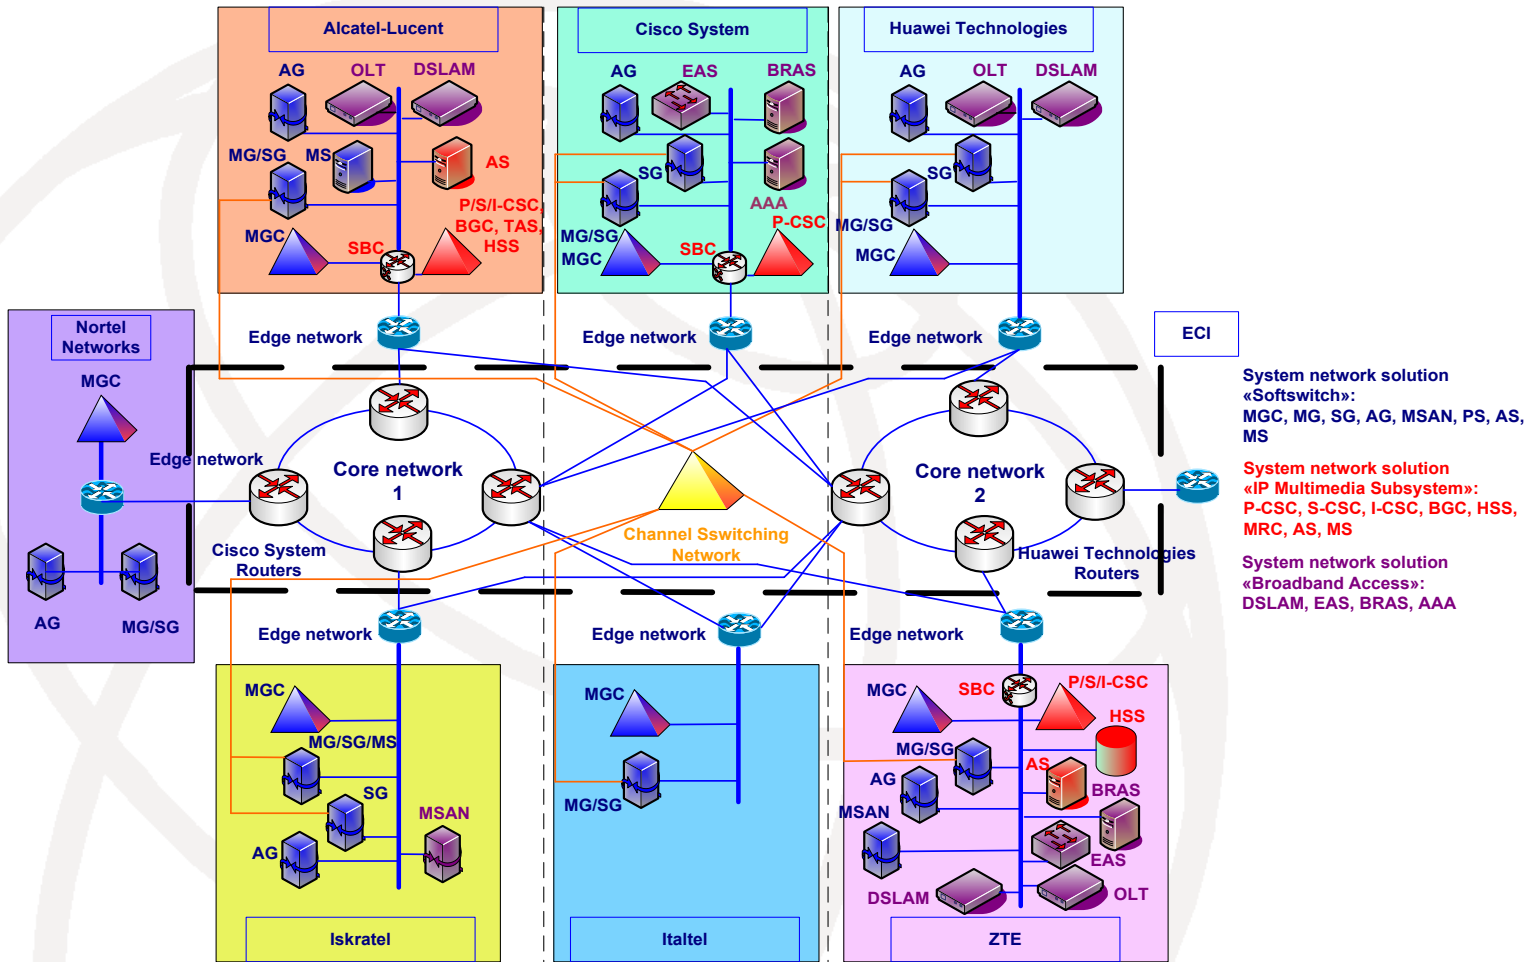 Alcatel-Lucent
AG
OLT
DSLAM
MG/SG
MS
AS
P/S/I-CSC,
BGC, TAS,
HSS
MGC
SBC
Cisco System
AG
EAS
BRAS
SG
AAA
P-CSC
MG/SG
MGC
SBC
Huawei Technologies
AG
OLT
DSLAM
SG
MG/SG
MGC
Edge network
Edge network
Edge network
ECI
Nortel
Networks
MGC
Edge network
AG
MG/SG
Core network
1
Cisco System
Routers
Channel Sswitching
Network
Core network
2
Huawei Technologies
Routers
System network solution
«Softswitch»:
MGC, MG, SG, AG, MSAN, PS, AS,
MS
System network solution
«IP Multimedia Subsystem»:
P-CSC, S-CSC, I-CSC, BGC, HSS,
MRC, AS, MS
System network solution
«Broadband Access»:
DSLAM, EAS, BRAS, AAA
Edge network
Edge network
Edge network
MGC
MG/SG/MS
SG
MSAN
AG
Iskratel
MGC
MG/SG
Italtel
MGC
SBC
P/S/I-CSC
HSS
MG/SG
AS
AG
BRAS
MSAN
EAS
DSLAM
OLT
ZTE